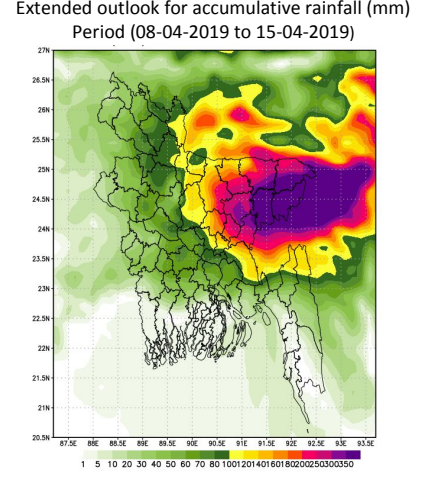 Extended outlook for accumulative rainfall (mm)
Period (08-04-2019 to 15-04-2019)
27N
26.5N
26N
25.5N
25N
24.5N
24N
23.5N
23N
22.5N
22N
21.5N
21N
20.5N
87.5E 88E 88.5E 89E 89.5E 90E 90.5E 91E 91.5E 92E 92.5E 93E 93.5E
1 5 10 20 30 40 50 60 70 80 100 120 140 160 180 200 250 300 350